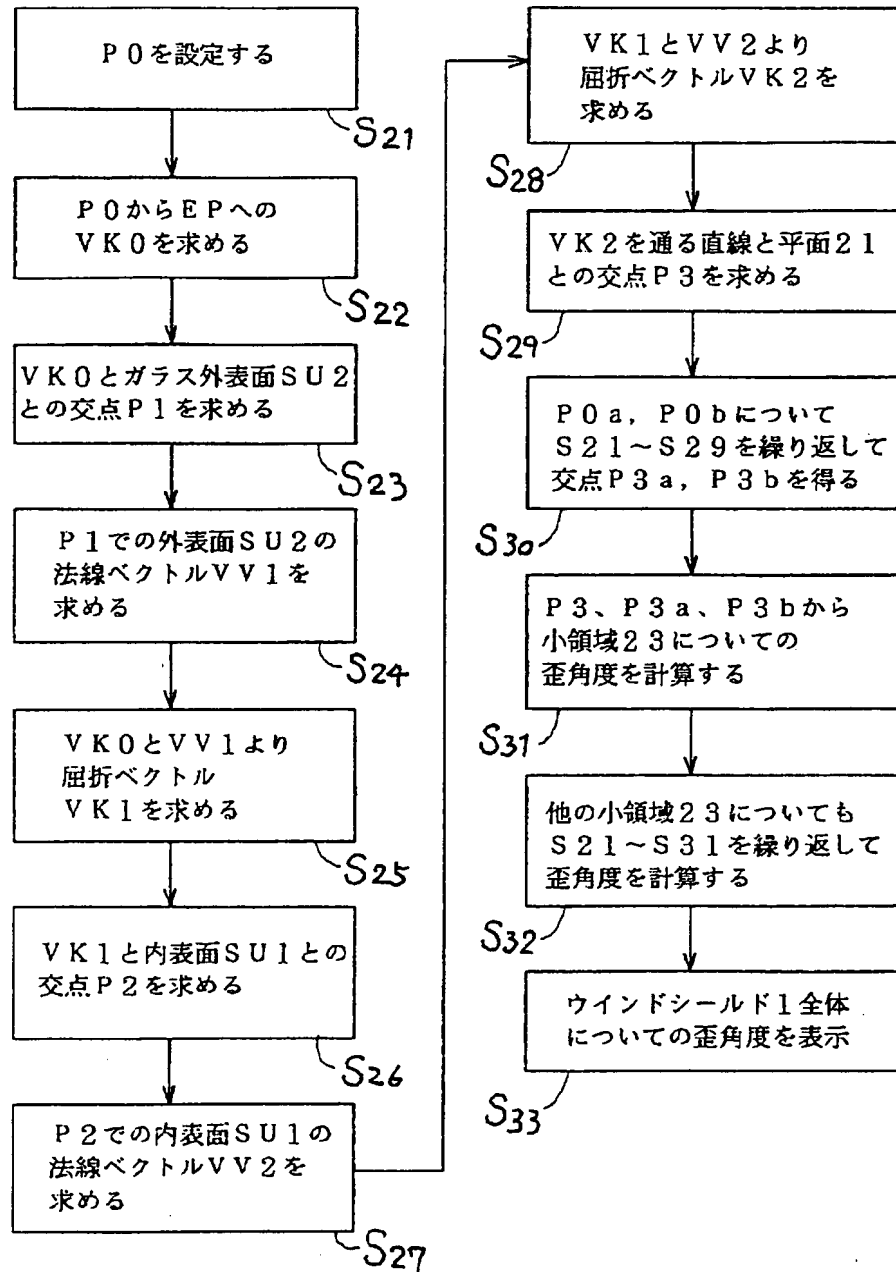 P0を設定する
S21
P0からEPへの
VK0を求める
S22
VK0とガラス外表面SU2
との交点P1を求める
S23
P1での外表面SU2の
法線ベクトルVV1を
求める
S24
VK0とVV1より
屈折ベクトル
VK1を求める
S25
VK1と内表面SU1との
交点P2を求める
S26
P2での内表面SU1の
法線ベクトルVV2を
求める
S27
VK1とVV2より
屈折ベクトルVK2を
求める
S28
VK2を通る直線と平面21
との交点P3を求める
S29
P0a，P0bについて
S21～S29を繰り返して
交点P3a，P3bを得る
S30
P3、P3a、P3bから
小領域23についての
歪角度を計算する
S31
他の小領域23についても
S21～S31を繰り返して
歪角度を計算する
S32
ウインドシールド1全体
についての歪角度を表示
S33